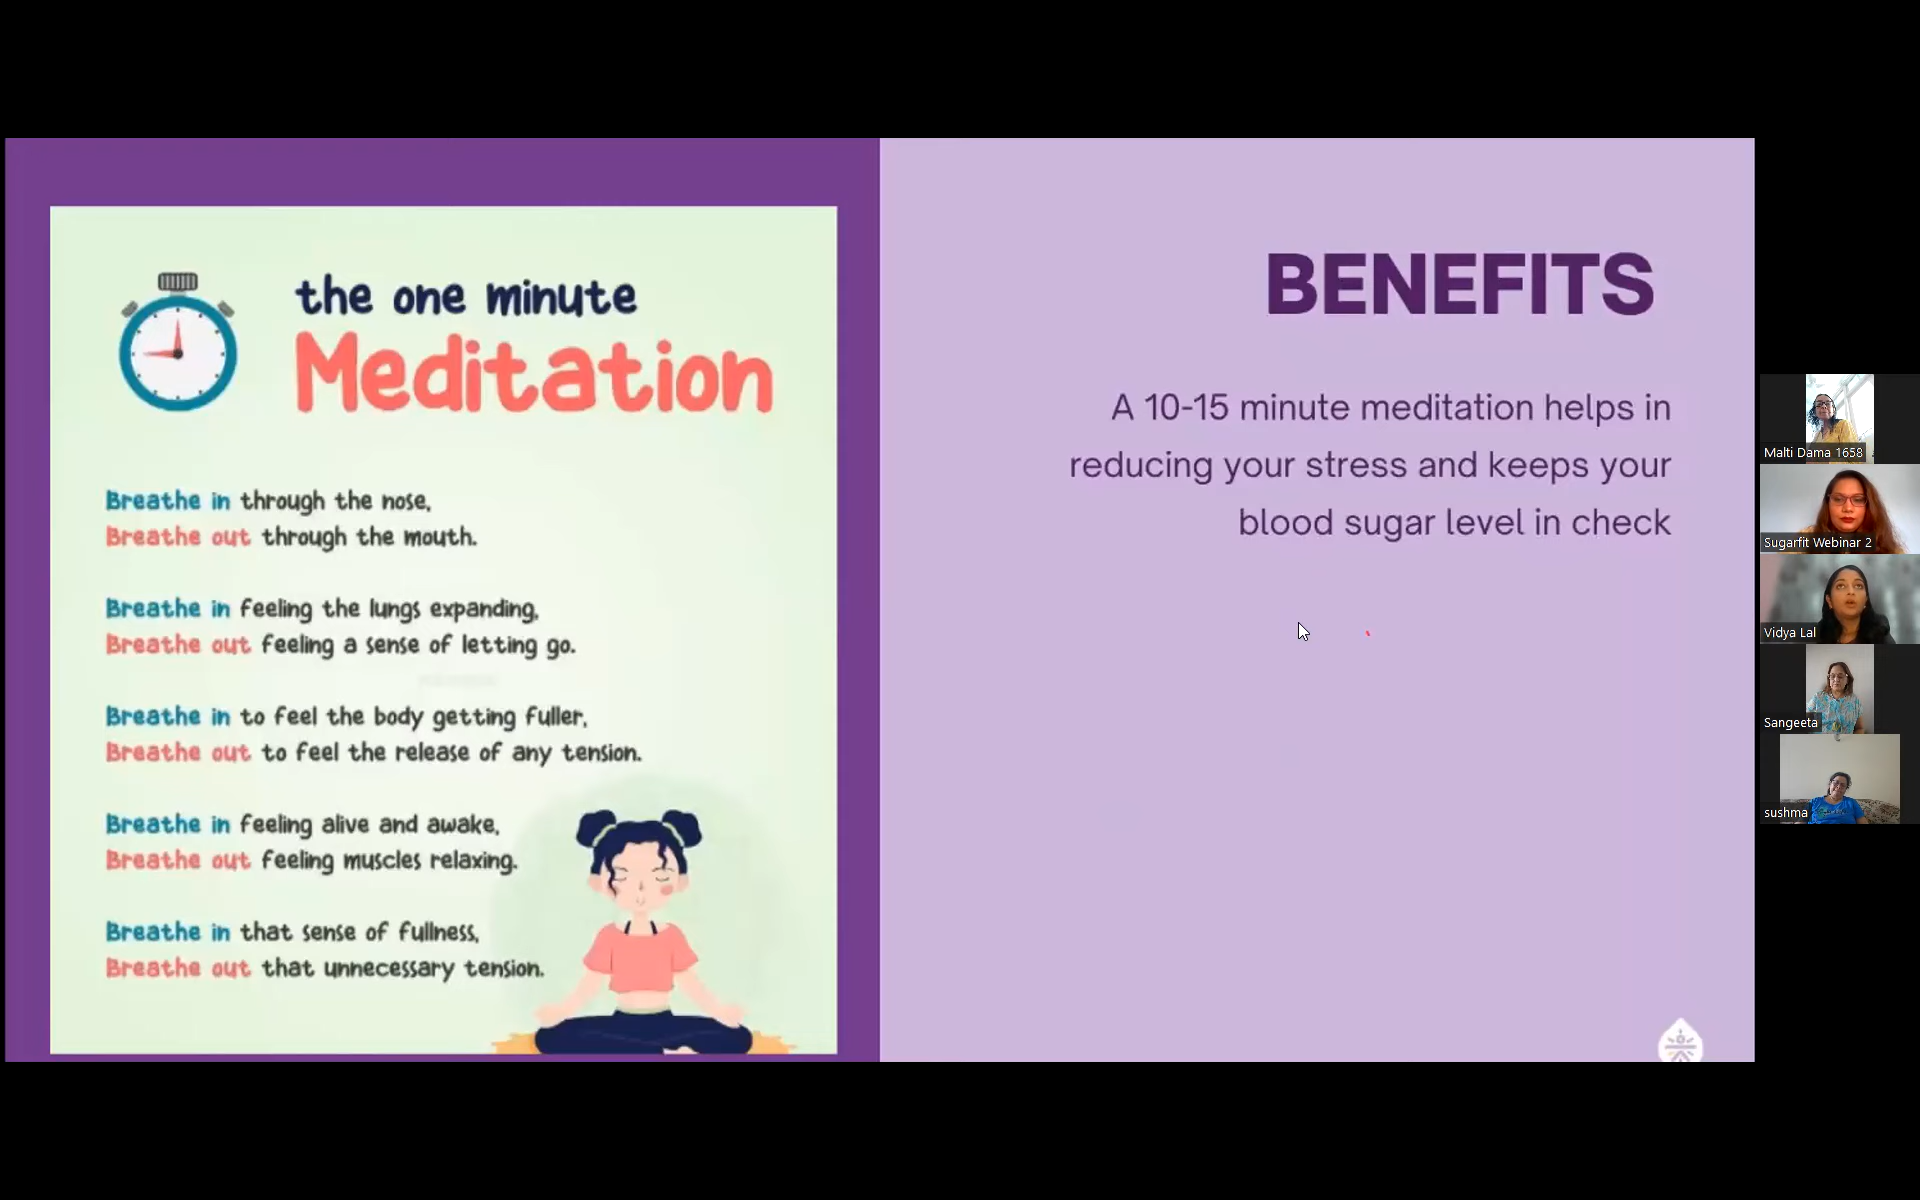 the one minute
Meditation
Breathe in through the nose,
Breathe out through the mouth.
Breathe in feeling the lungs expanding,
Breathe out feeling a sense of letting go.
Breathe in to feel the body getting fuller,
Breathe out to feel the release of any tension.
Breathe in feeling alive and awake,
Breathe out feeling muscles relaxing.
Breathe in that sense of fullness,
Breathe out that unnecessary tension.
BENEFITS
A 10-15 minute meditation helps in
reducing your stress and keeps your
blood sugar level in check
Malti Dama 1658
Sugarfit Webinar 2
Vidya Lal
Sangeeta
sushma